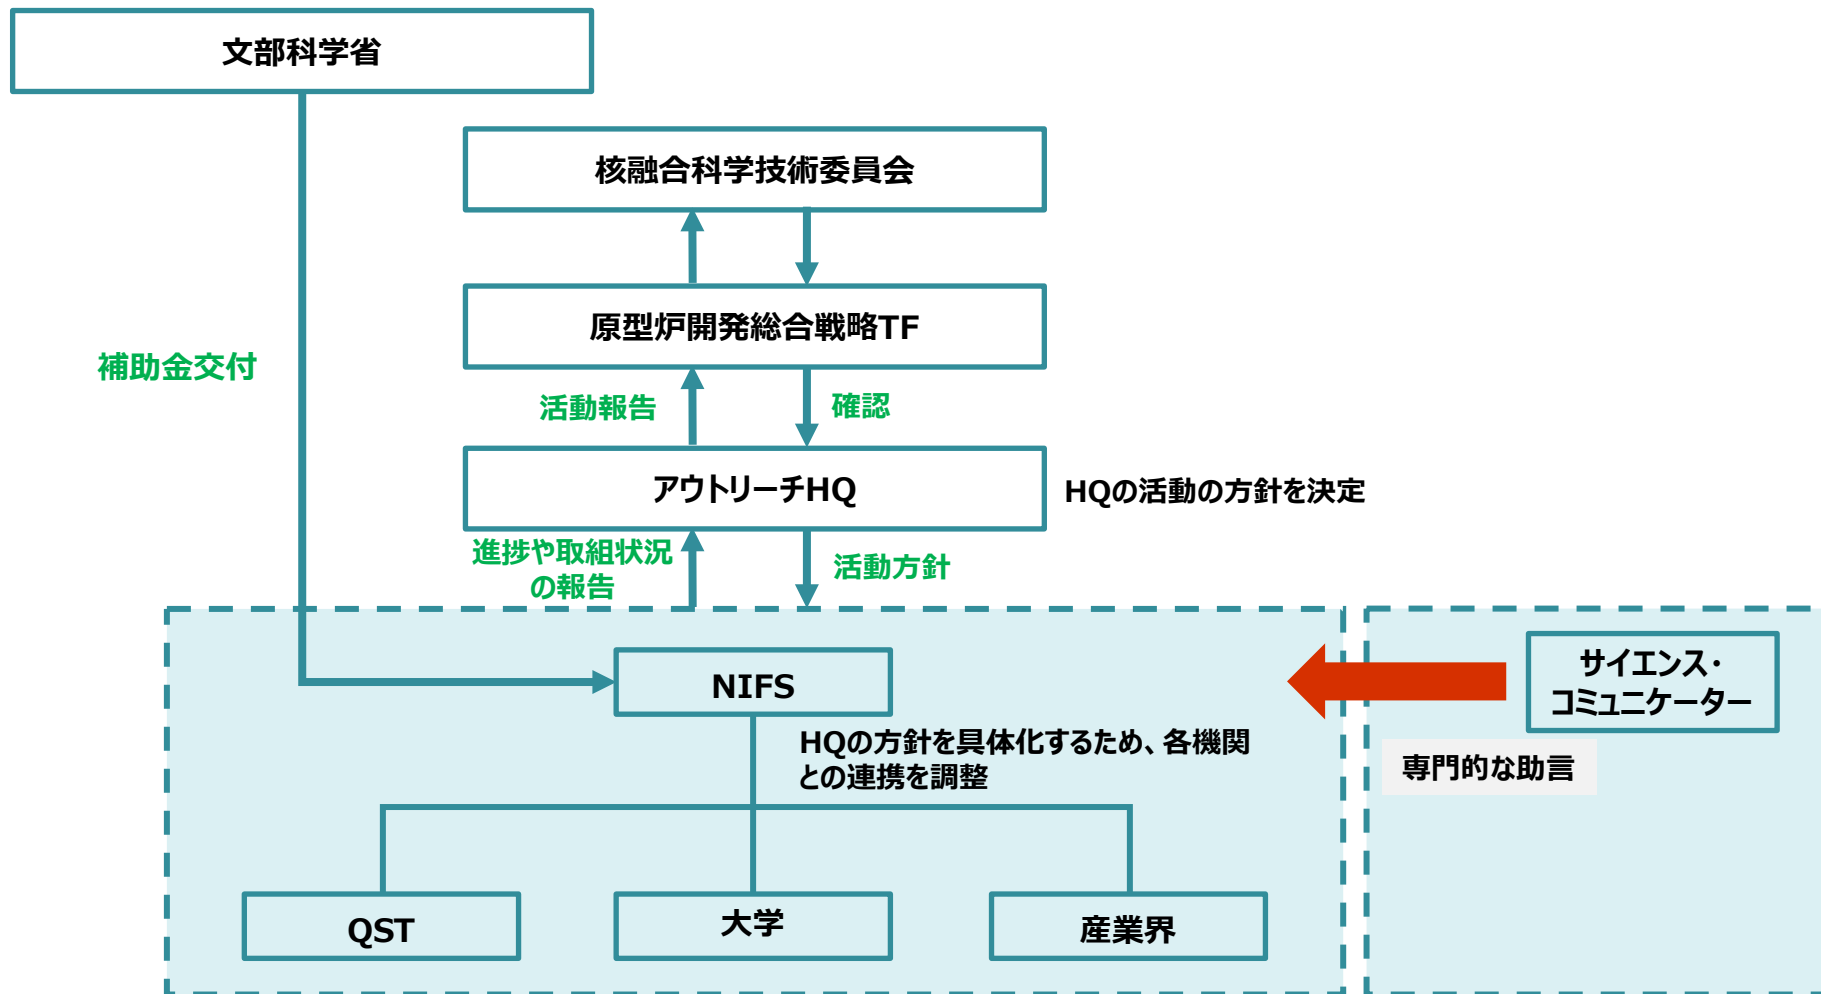 文部科学省
核融合科学技術委員会
原型炉開発総合戦略TF
補助金交付
活動報告
確認
アウトリーチHQ
HQの活動の方針を決定
進捗や取組状況
の報告
活動方針
NIFS
サイエンス・
コミュニケーター
HQの方針を具体化するため、各機関
との連携を調整
専門的な助言
QST
大学
産業界